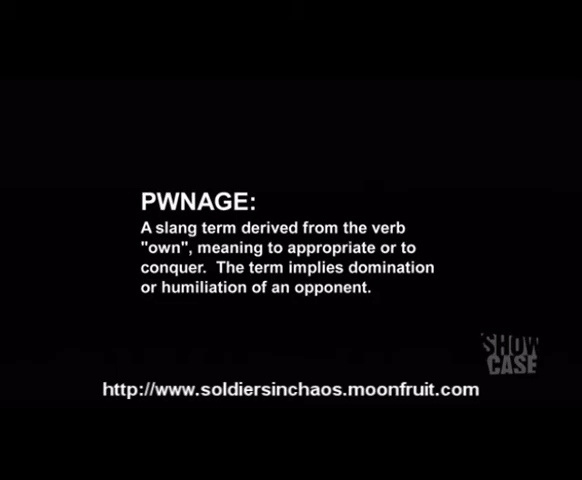 PWNAGE:
A slang term derived from the verb
"own", meaning to appropriate or to
conquer.  The term implies domination
or humiliation of an opponent.
SHOW
CASE
http://www.soldiersinchaos.moonfruit.com